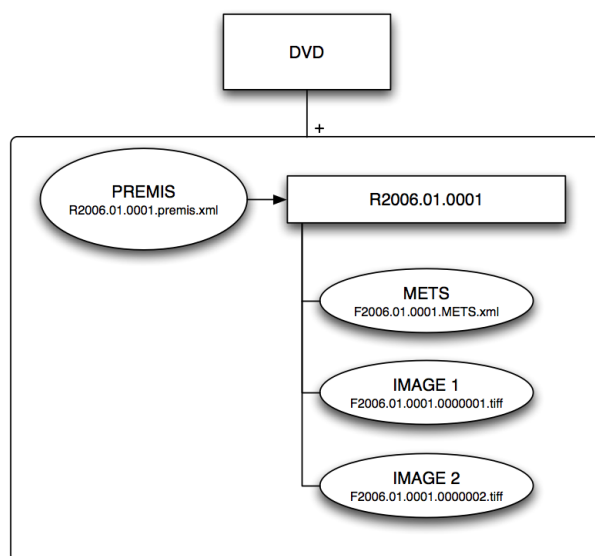 DVD
+
PREMIS
R2006.01.0001.premis.xml
R2006.01.0001
METS
F2006.01.0001.METS.xml
IMAGE 1
F2006.01.0001.0000001.tiff
IMAGE 2
F2006.01.0001.0000002.tiff